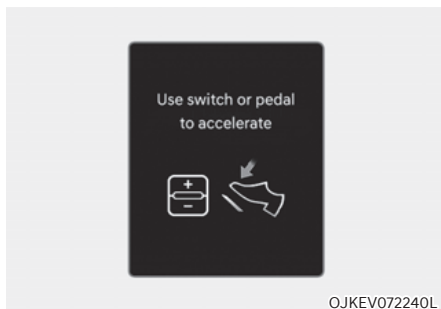 Use switch or pedal
to accelerate
+
−
OJKEV072240L